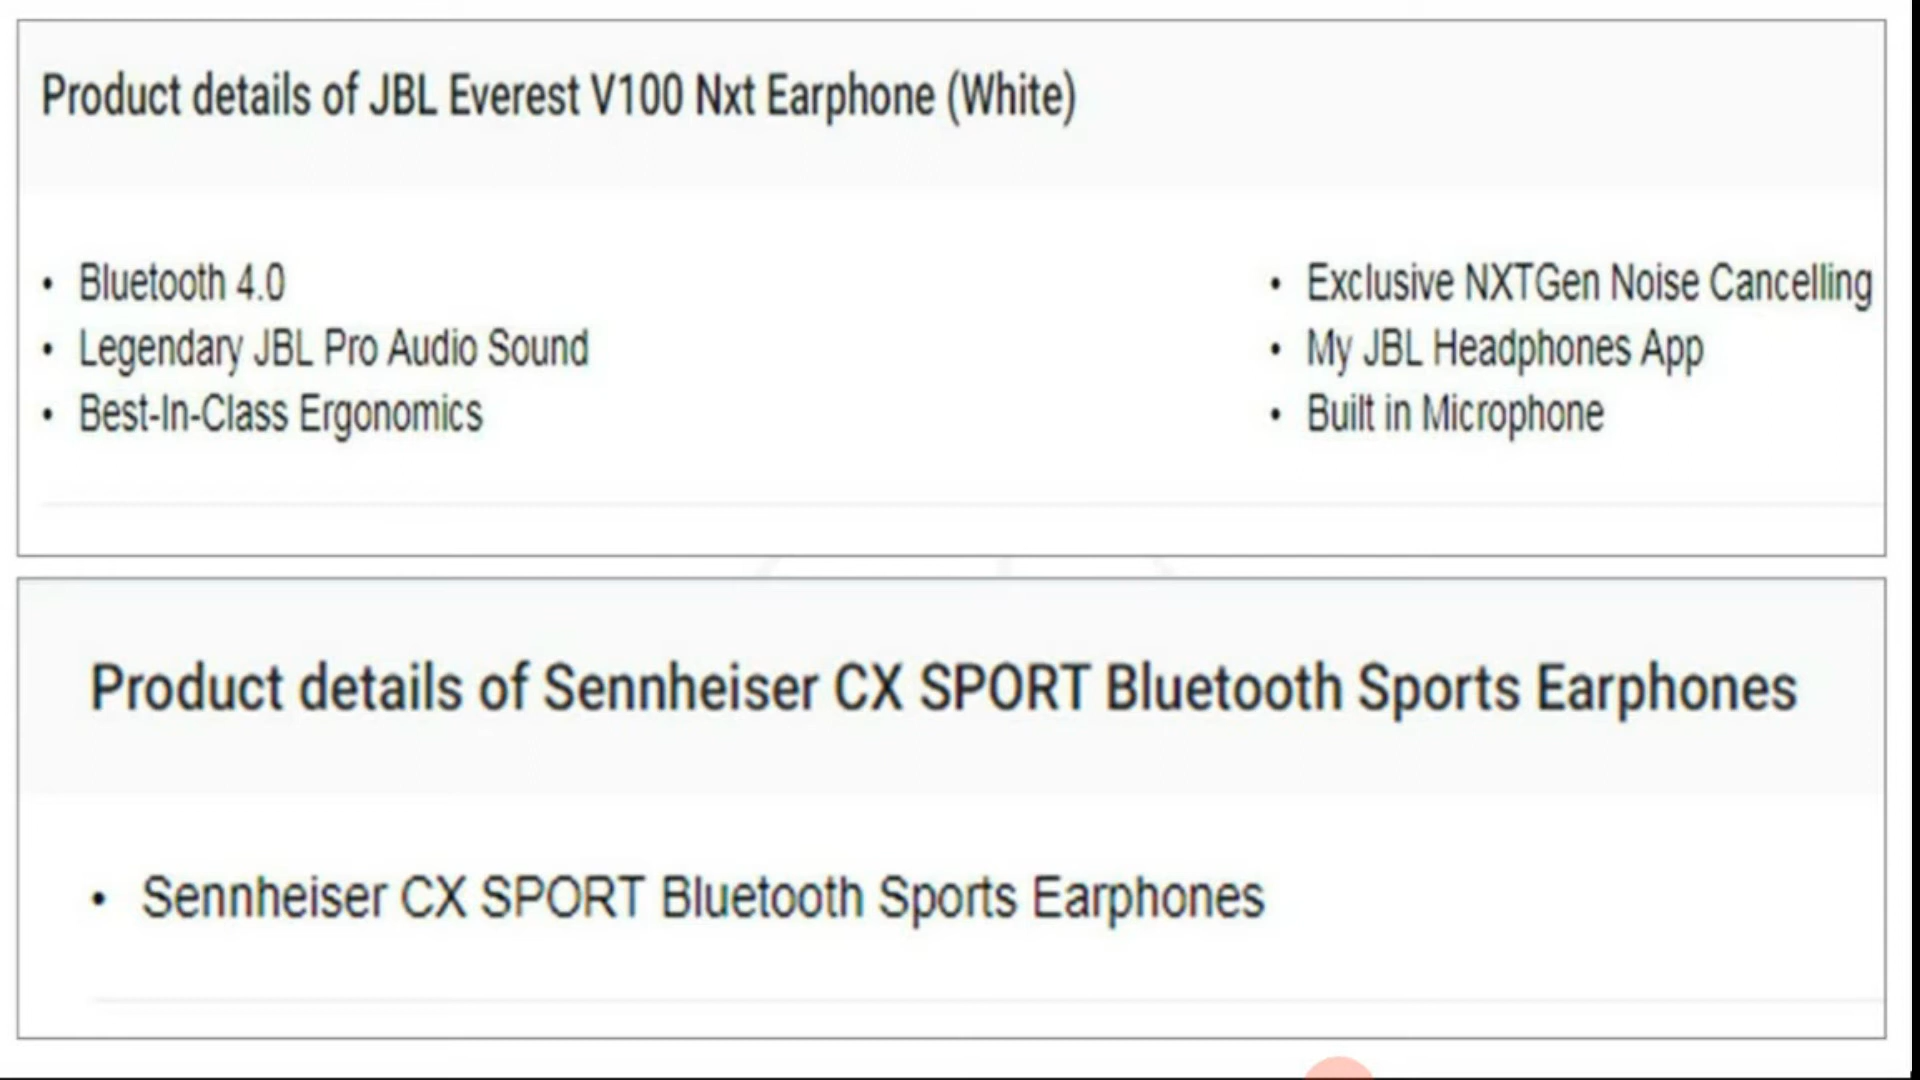 Product details of JBL Everest V100 Nxt Earphone (White)
• Bluetooth 4.0
• Legendary JBL Pro Audio Sound
• Best-In-Class Ergonomics
• Exclusive NXTGen Noise Cancelling
• My JBL Headphones App
• Built in Microphone
Product details of Sennheiser CX SPORT Bluetooth Sports Earphones
• Sennheiser CX SPORT Bluetooth Sports Earphones